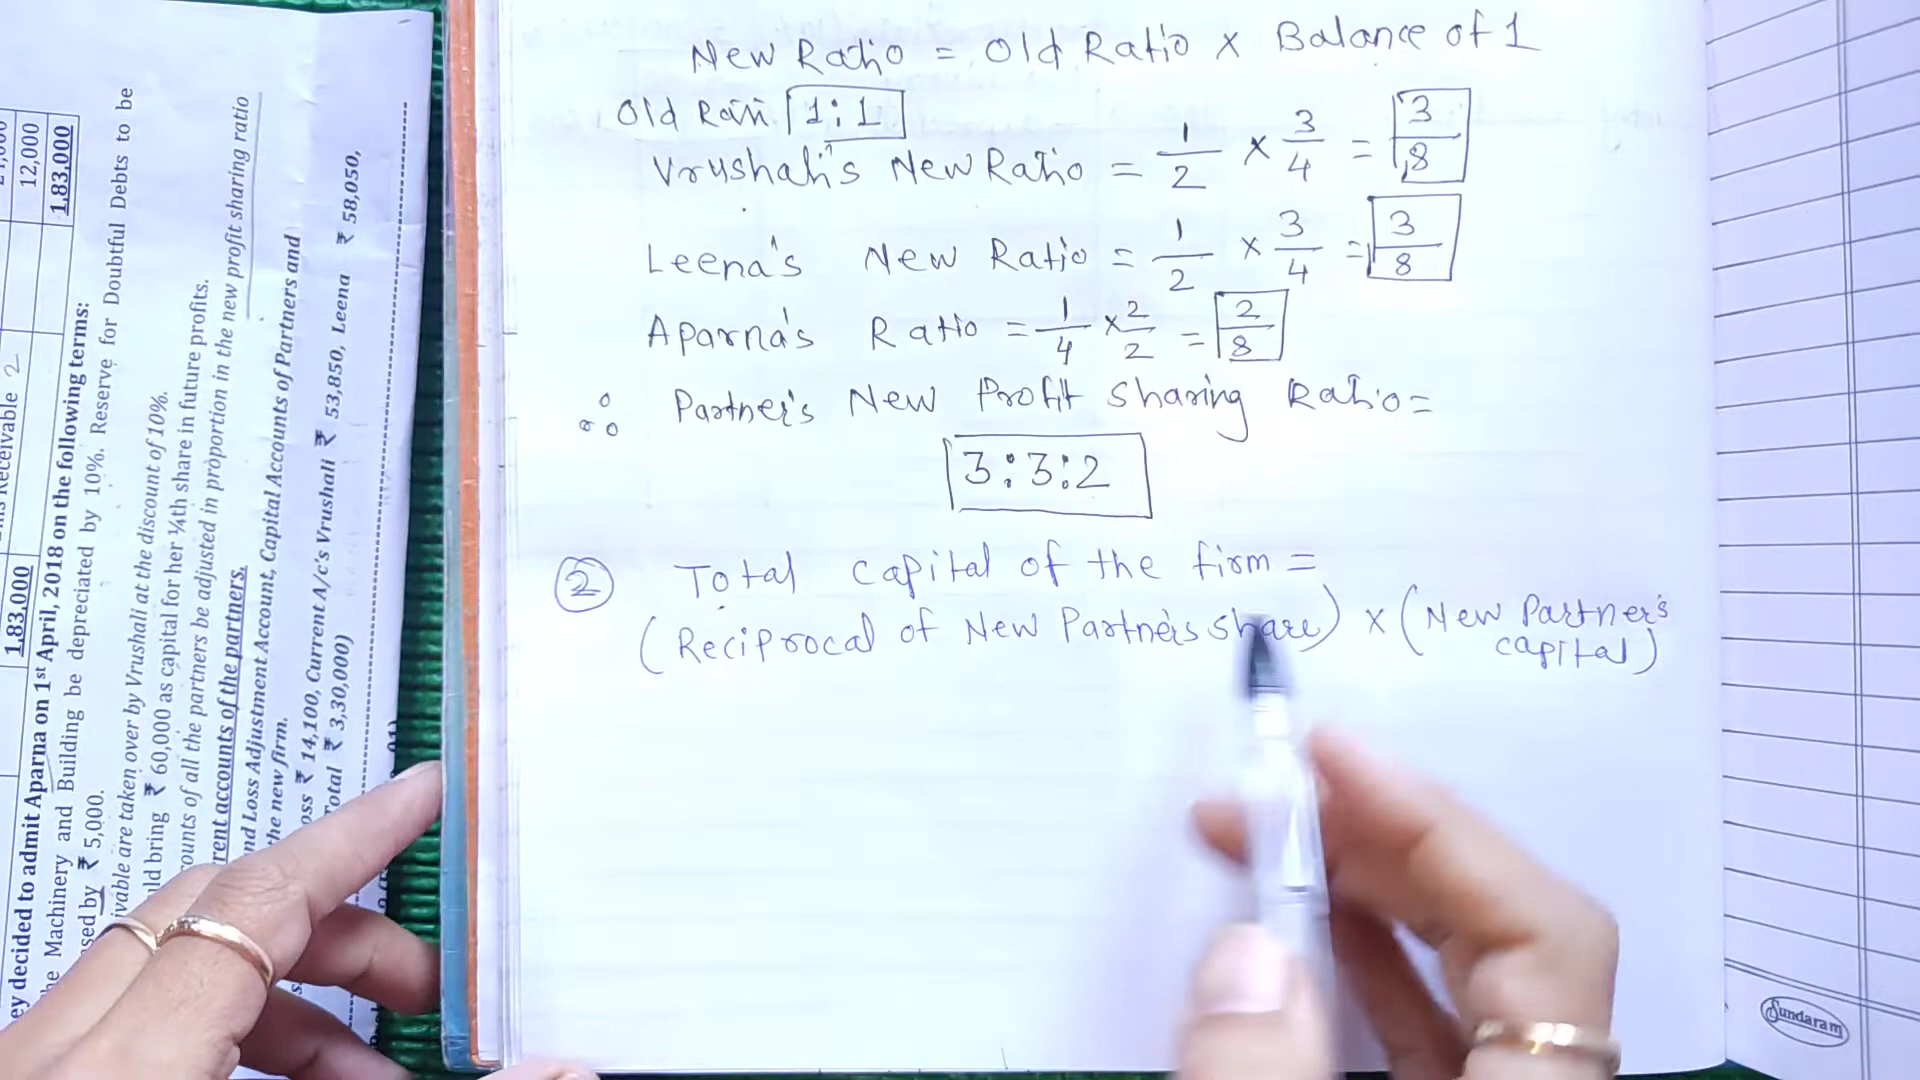 12,000
1,83,000
Receivable 2
1,83,000
ey decided to admit Aparna on 1st April, 2018 on the following terms:
he Machinery and Building be depreciated by 10%. Reserve for Doubtful Debts to be
sed by ₹ 5,000.
ivable are taken over by Vrushali at the discount of 10%.
ld bring ₹ 60,000 as capital for her ¼th share in future profits.
ounts of all the partners be adjusted in proportion in the new profit sharing ratio
rent accounts of the partners.
nd Loss Adjustment Account, Capital Accounts of Partners and
the new firm.
oss ₹ 14,100, Current A/c's Vrushali ₹ 53,850, Leena ₹ 58,050,
Total ₹ 3,30,000)
New Ratio = Old Ratio × Balance of 1
Old Ratio 1:1
Vrushali's New Ratio = 1/2 × 3/4 = 3/8
Leena's New Ratio = 1/2 × 3/4 = 3/8
Aparna's Ratio = 1/4 × 2/2 = 2/8
∴ Partner's New Profit Sharing Ratio =
3:3:2
② Total capital of the firm =
(Reciprocal of New Partner's share) × (New Partner's
capital)
Sundaram